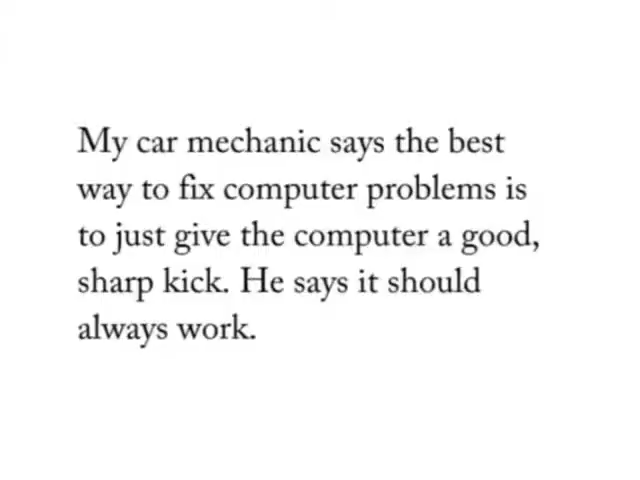 My car mechanic says the best
way to fix computer problems is
to just give the computer a good,
sharp kick. He says it should
always work.